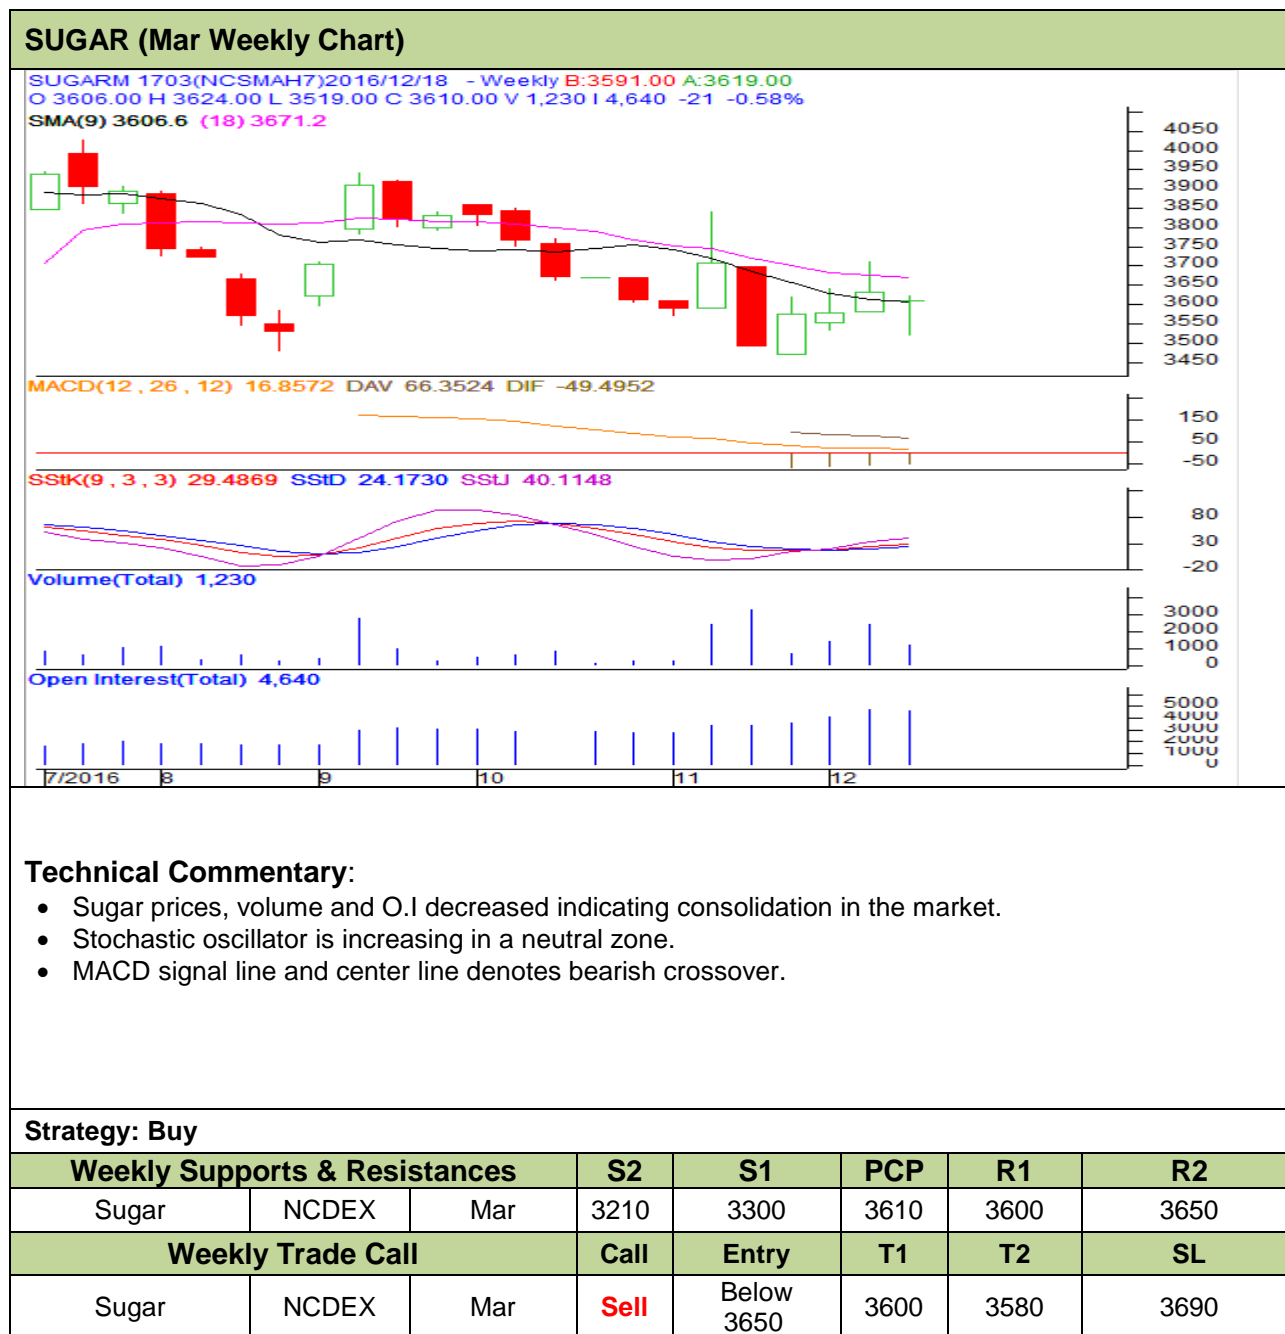 SUGAR (Mar Weekly Chart)
SUGARM 1703(NCSMAH7)2016/12/18 - Weekly B:3591.00 A:3619.00
O 3606.00 H 3624.00 L 3519.00 C 3610.00 V 1,230 I 4,640 -21 -0.58%
SMA(9) 3606.6 (18) 3671.2
4050
4000
3950
3900
3850
3800
3750
3700
3650
3600
3550
3500
3450
MACD(12 , 26 , 12) 16.8572 DAV 66.3524 DIF -49.4952
150
50
-50
SStK(9 , 3 , 3) 29.4869 SStD 24.1730 SStJ 40.1148
80
30
-20
Volume(Total) 1,230
3000
2000
1000
0
Open Interest(Total) 4,640
5000
4000
3000
2000
1000
0
7/2016 8 9 10 11 12
Technical Commentary:
• Sugar prices, volume and O.I decreased indicating consolidation in the market.
• Stochastic oscillator is increasing in a neutral zone.
• MACD signal line and center line denotes bearish crossover.
Strategy: Buy
Weekly Supports & Resistances S2 S1 PCP R1 R2
Sugar NCDEX Mar 3210 3300 3610 3600 3650
Weekly Trade Call Call Entry T1 T2 SL
Sugar NCDEX Mar Sell Below 3650 3600 3580 3690